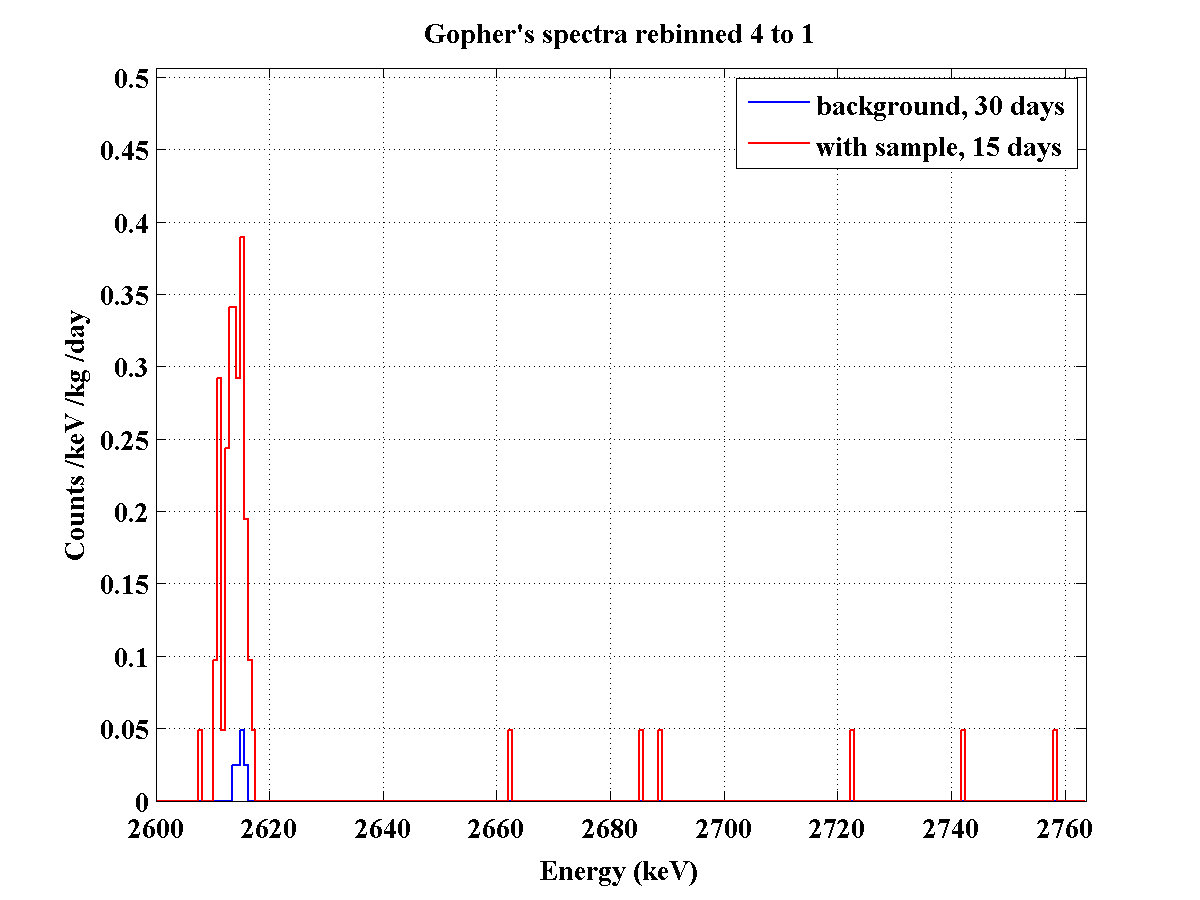 Gopher's spectra rebinned 4 to 1
background, 30 days
with sample, 15 days
Counts /keV /kg /day
0.5
0.45
0.4
0.35
0.3
0.25
0.2
0.15
0.1
0.05
0
2600 2620 2640 2660 2680 2700 2720 2740 2760
Energy (keV)